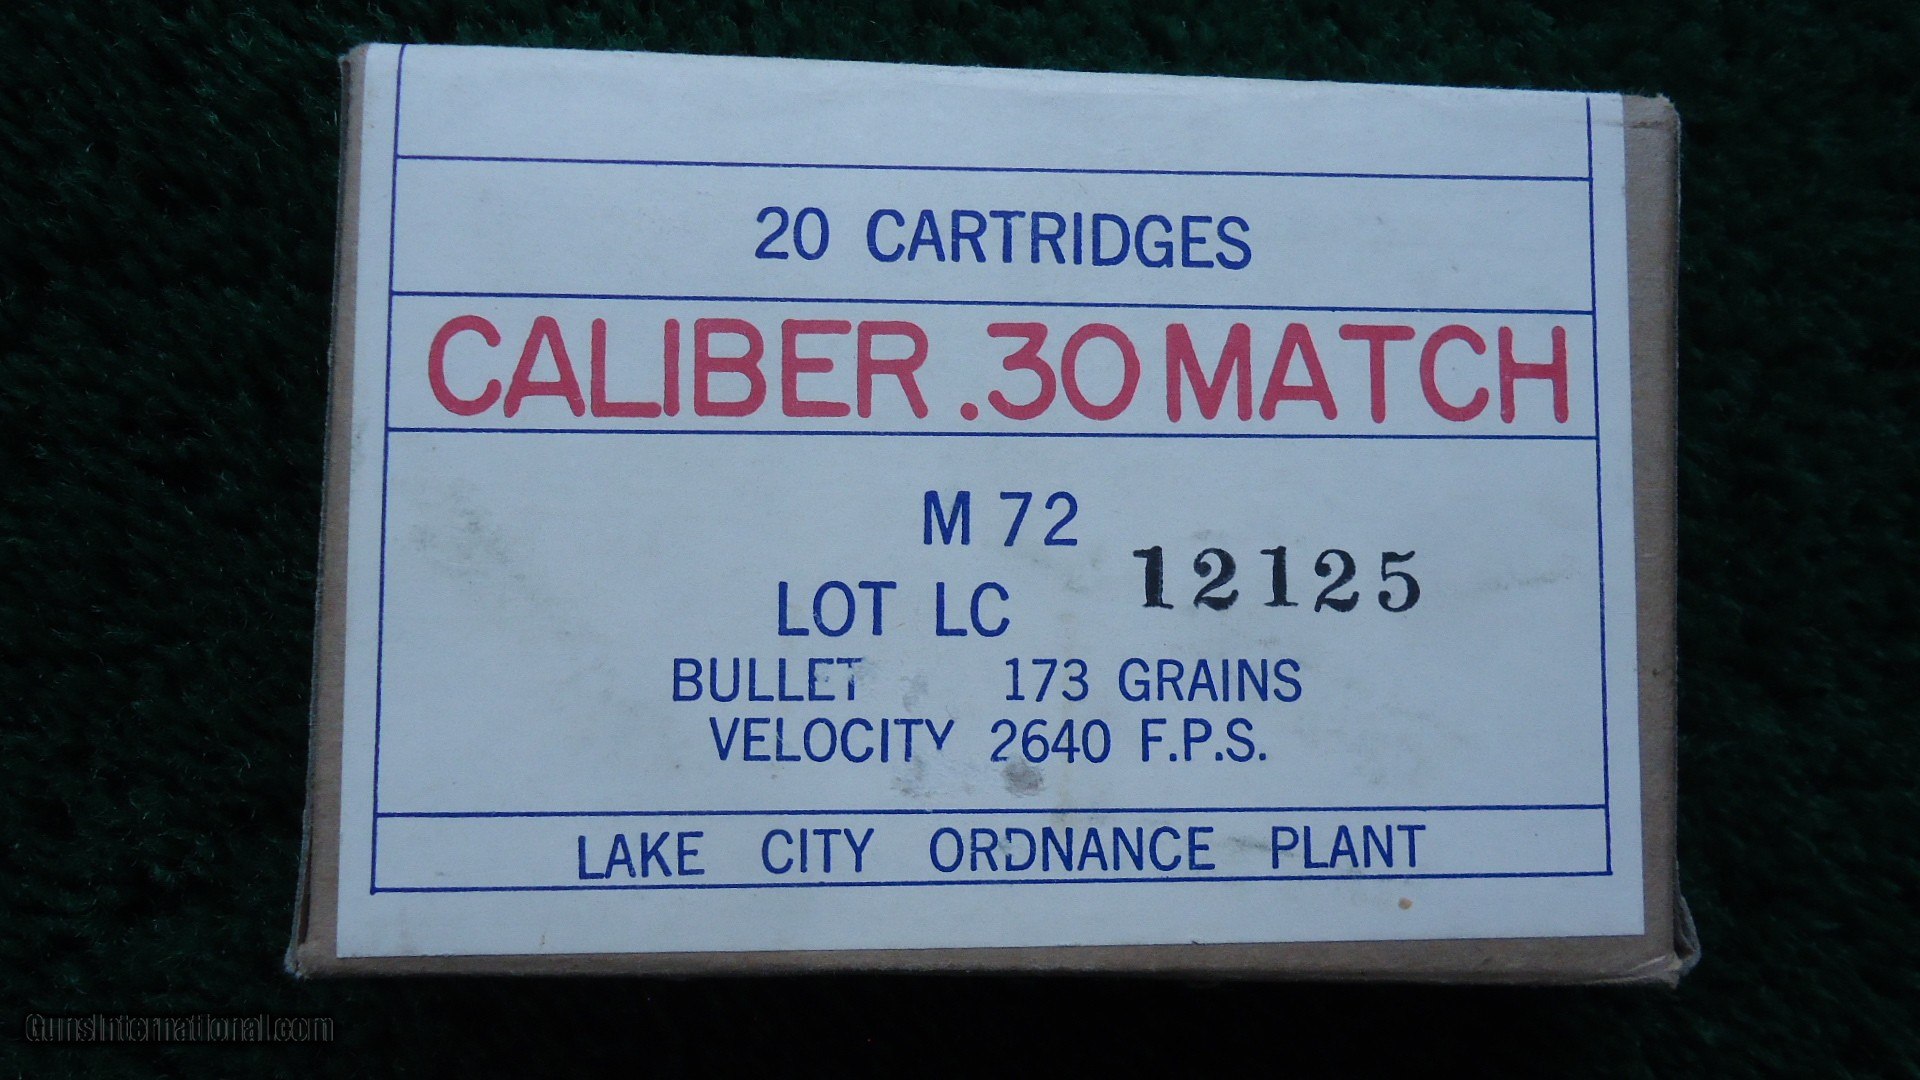 20 CARTRIDGES
CALIBER .30 MATCH
M 72
LOT LC 12125
BULLET 173 GRAINS
VELOCITY 2640 F.P.S.
LAKE CITY ORDNANCE PLANT
GunsInternational.com